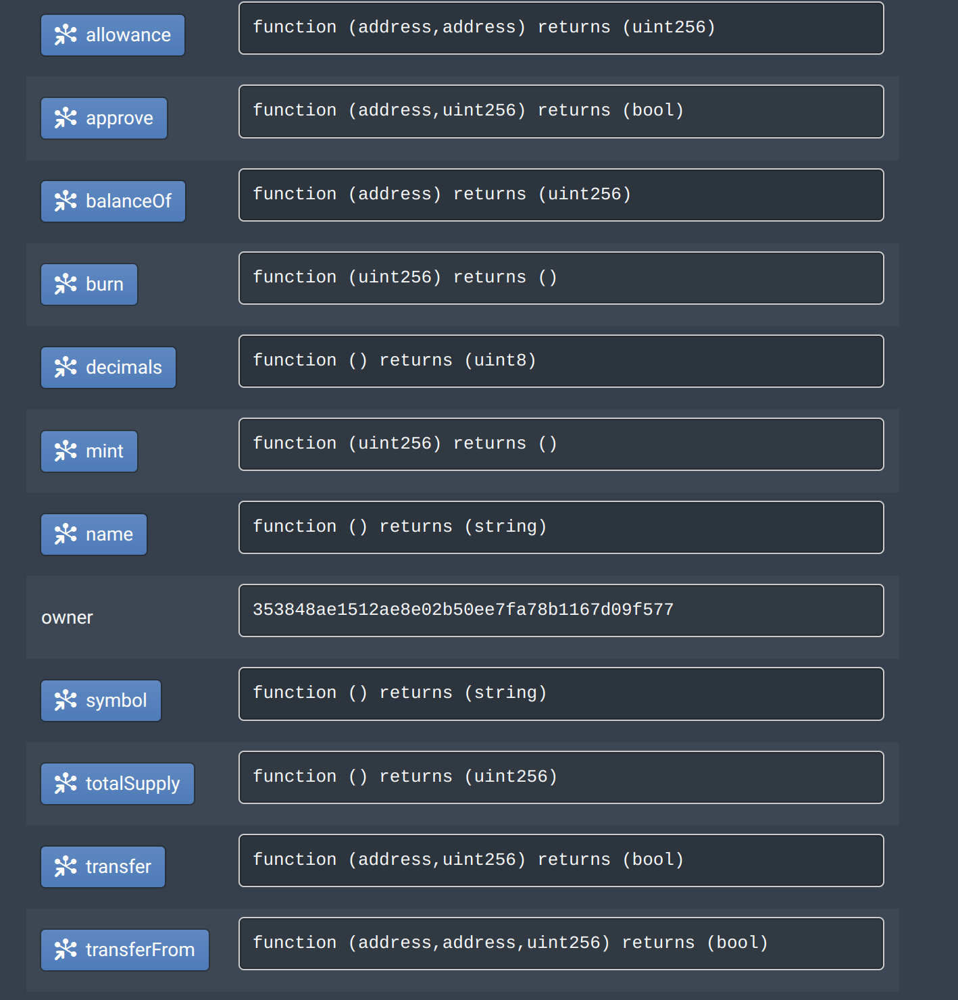 allowance function (address,address) returns (uint256)
approve function (address,uint256) returns (bool)
balanceOf function (address) returns (uint256)
burn function (uint256) returns ()
decimals function () returns (uint8)
mint function (uint256) returns ()
name function () returns (string)
owner 353848ae1512ae8e02b50ee7fa78b1167d09f577
symbol function () returns (string)
totalSupply function () returns (uint256)
transfer function (address,uint256) returns (bool)
transferFrom function (address,address,uint256) returns (bool)